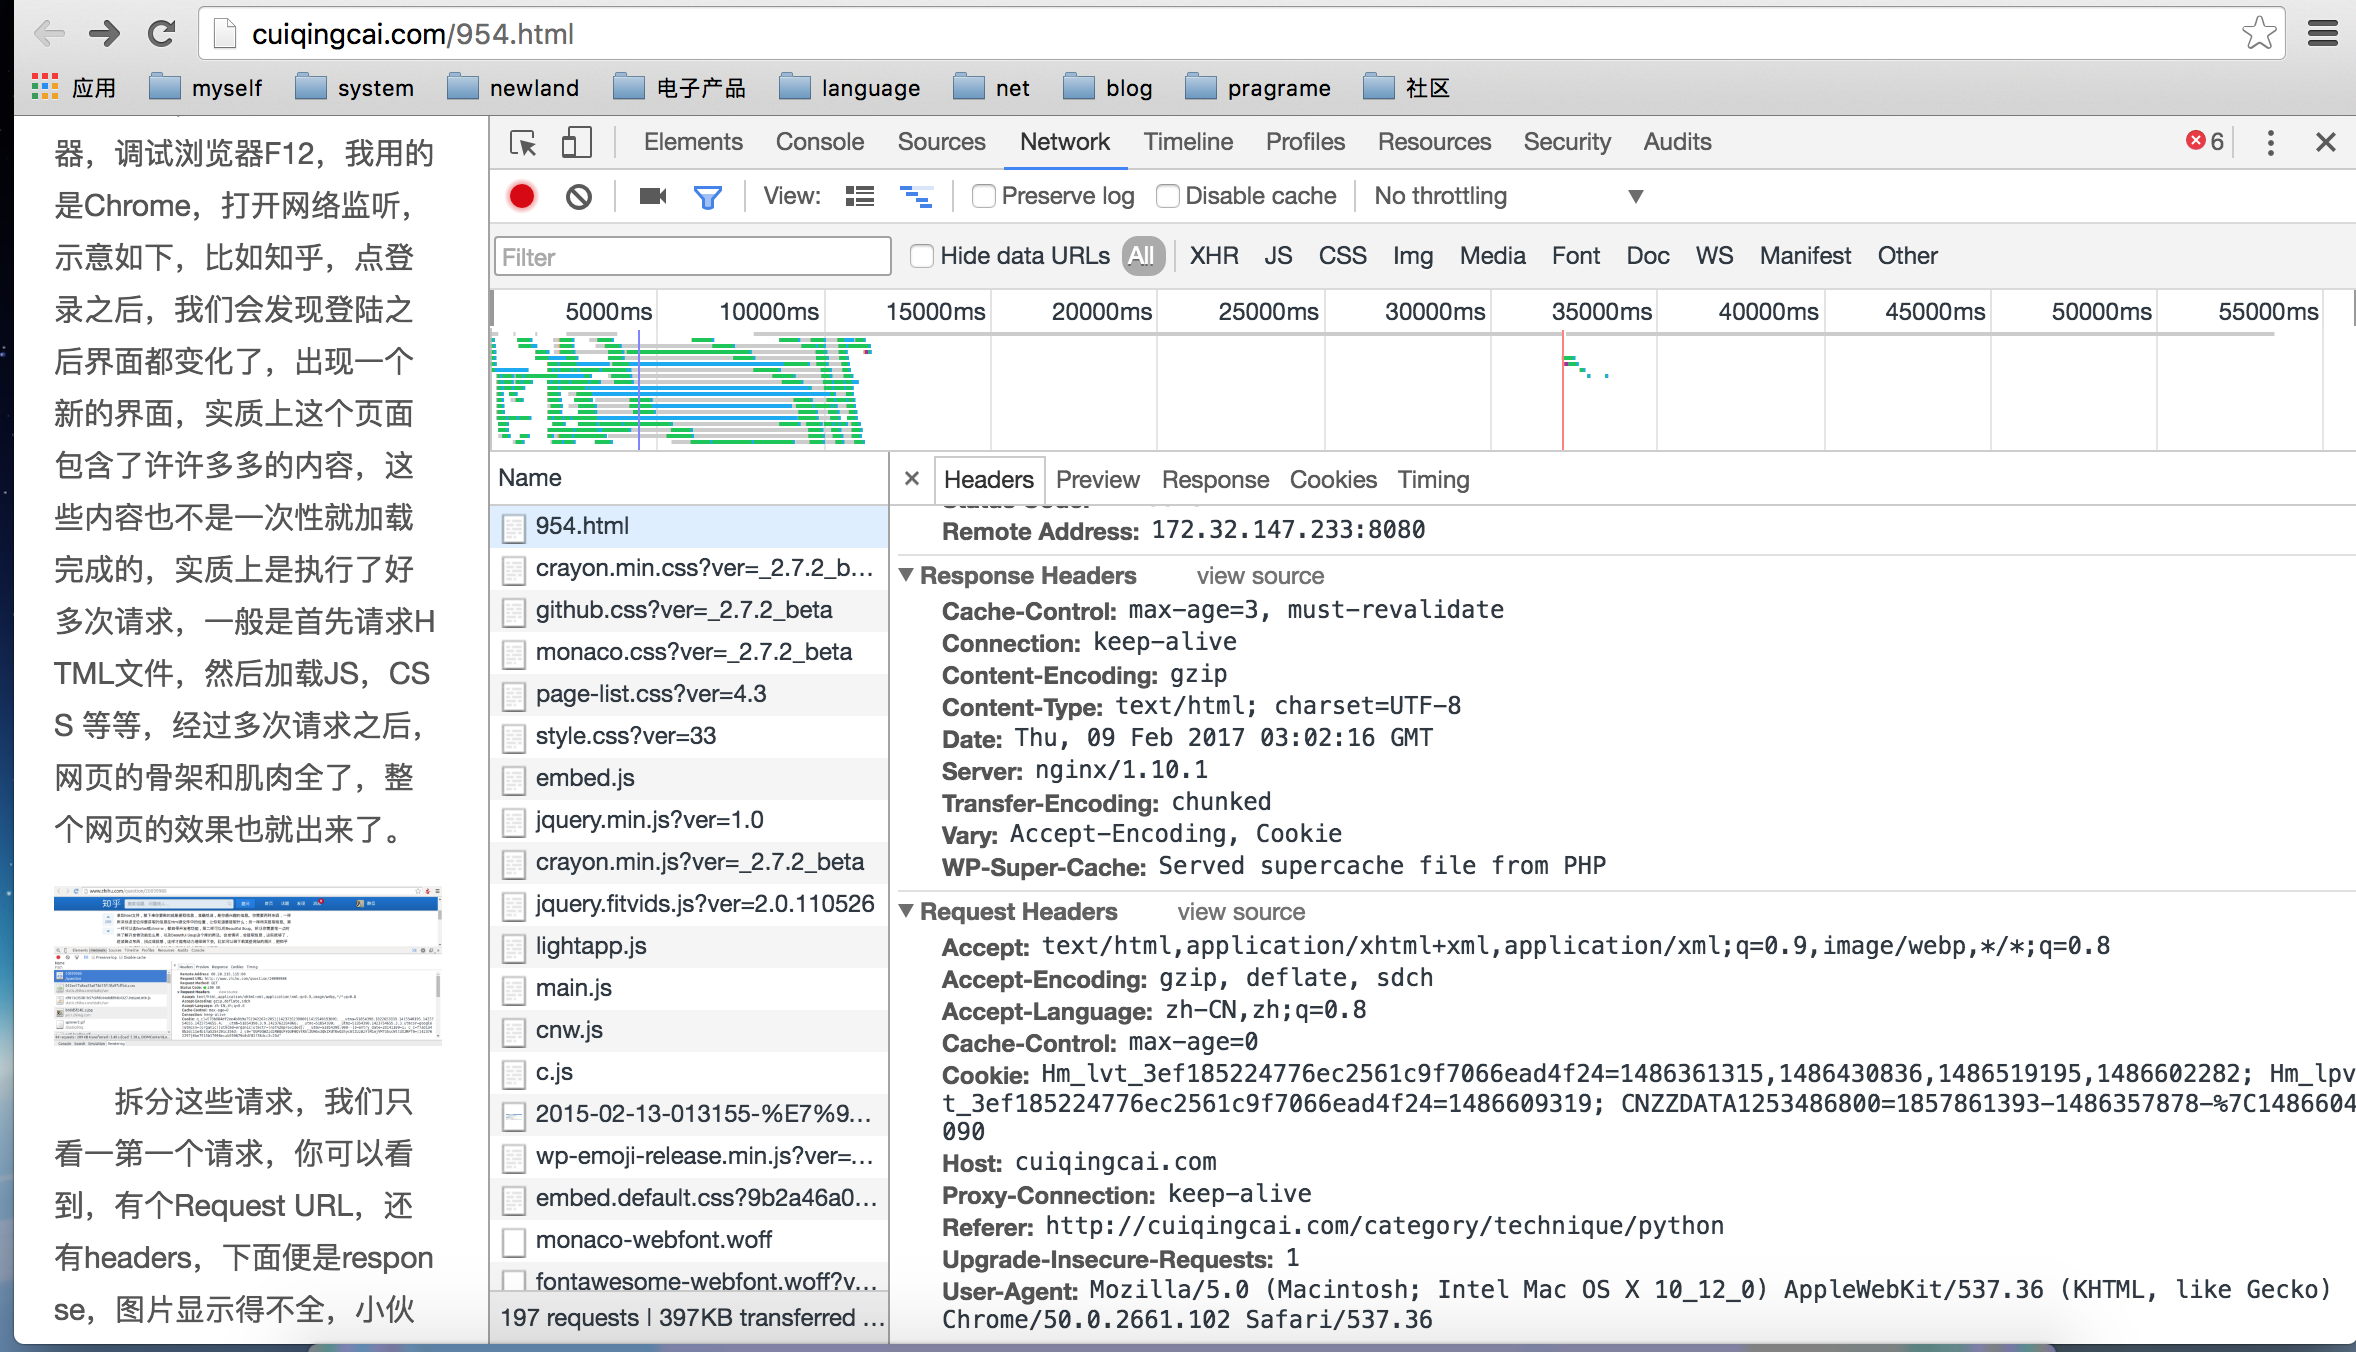 cuiqingcai.com/954.html
应用 myself system newland 电子产品 language net blog pragrame 社区
器，调试浏览器F12，我用的
是Chrome，打开网络监听，
示意如下，比如知乎，点登
录之后，我们会发现登陆之
后界面都变化了，出现一个
新的界面，实质上这个页面
包含了许许多多的内容，这
些内容也不是一次性就加载
完成的，实质上是执行了好
多次请求，一般是首先请求H
TML文件，然后加载JS，CS
S 等等，经过多次请求之后，
网页的骨架和肌肉全了，整
个网页的效果也就出来了。
拆分这些请求，我们只
看一第一个请求，你可以看
到，有个Request URL，还
有headers，下面便是respon
se，图片显示得不全，小伙
Elements Console Sources Network Timeline Profiles Resources Security Audits 6
View: Preserve log Disable cache No throttling
Filter Hide data URLs All XHR JS CSS Img Media Font Doc WS Manifest Other
5000ms 10000ms 15000ms 20000ms 25000ms 30000ms 35000ms 40000ms 45000ms 50000ms 55000ms
Name
954.html
crayon.min.css?ver=_2.7.2_b...
github.css?ver=_2.7.2_beta
monaco.css?ver=_2.7.2_beta
page-list.css?ver=4.3
style.css?ver=33
embed.js
jquery.min.js?ver=1.0
crayon.min.js?ver=_2.7.2_beta
jquery.fitvids.js?ver=2.0.110526
lightapp.js
main.js
cnw.js
c.js
2015-02-13-013155-%E7%9...
wp-emoji-release.min.js?ver=...
embed.default.css?9b2a46a0...
monaco-webfont.woff
fontawesome-webfont.woff?v...
197 requests | 397KB transferred ...
× Headers Preview Response Cookies Timing
Status Code:
Remote Address: 172.32.147.233:8080
Response Headers view source
Cache-Control: max-age=3, must-revalidate
Connection: keep-alive
Content-Encoding: gzip
Content-Type: text/html; charset=UTF-8
Date: Thu, 09 Feb 2017 03:02:16 GMT
Server: nginx/1.10.1
Transfer-Encoding: chunked
Vary: Accept-Encoding, Cookie
WP-Super-Cache: Served supercache file from PHP
Request Headers view source
Accept: text/html,application/xhtml+xml,application/xml;q=0.9,image/webp,*/*;q=0.8
Accept-Encoding: gzip, deflate, sdch
Accept-Language: zh-CN,zh;q=0.8
Cache-Control: max-age=0
Cookie: Hm_lvt_3ef185224776ec2561c9f7066ead4f24=1486361315,1486430836,1486519195,1486602282; Hm_lpv
t_3ef185224776ec2561c9f7066ead4f24=1486609319; CNZZDATA1253486800=1857861393-1486357878-%7C1486604
090
Host: cuiqingcai.com
Proxy-Connection: keep-alive
Referer: http://cuiqingcai.com/category/technique/python
Upgrade-Insecure-Requests: 1
User-Agent: Mozilla/5.0 (Macintosh; Intel Mac OS X 10_12_0) AppleWebKit/537.36 (KHTML, like Gecko)
Chrome/50.0.2661.102 Safari/537.36